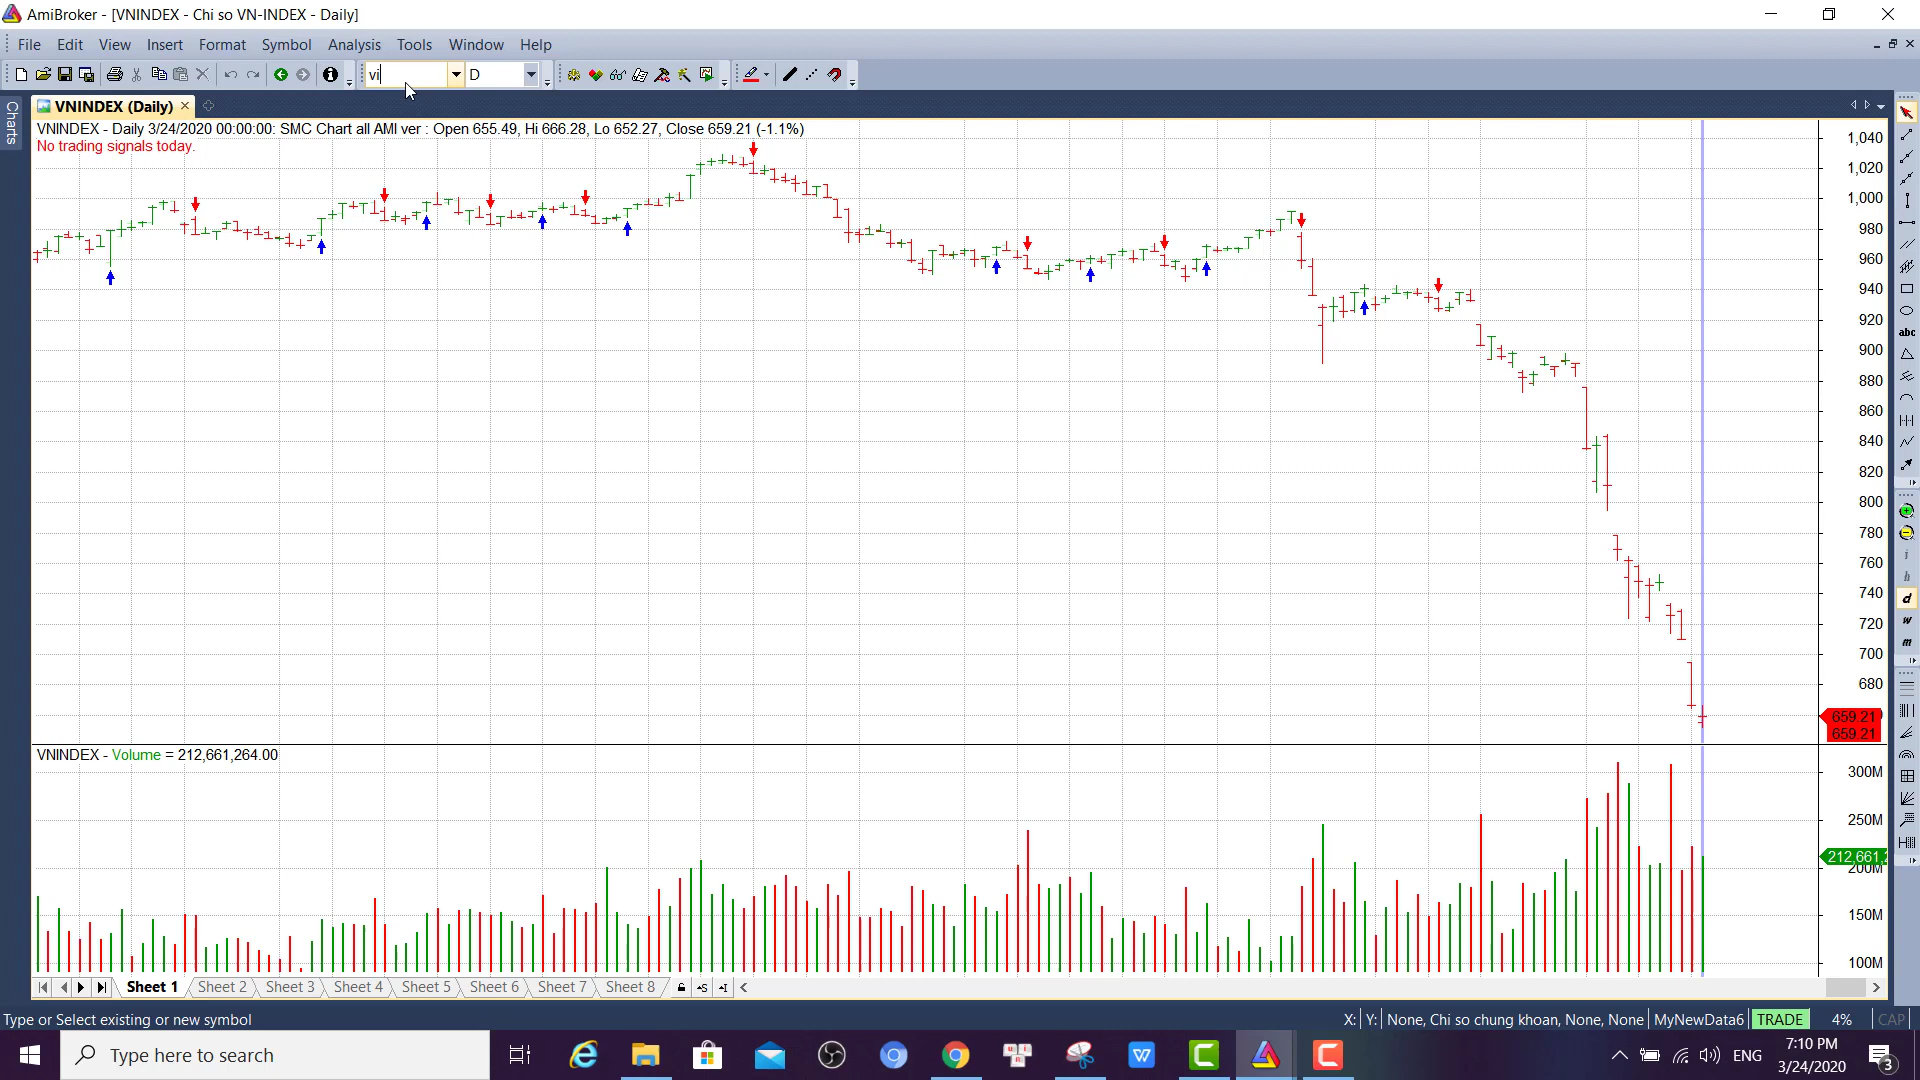 AmiBroker - [VNINDEX - Chi so VN-INDEX - Daily]
File Edit View Insert Format Symbol Analysis Tools Window Help
vi D
Charts
VNINDEX (Daily)
VNINDEX - Daily 3/24/2020 00:00:00: SMC Chart all AMI ver : Open 655.49, Hi 666.28, Lo 652.27, Close 659.21 (-1.1%)
No trading signals today.
1,040
1,020
1,000
980
960
940
920
900
880
860
840
820
800
780
760
740
720
700
680
659.21
659.21
abc
i
h
d
w
m
VNINDEX - Volume = 212,661,264.00
300M
250M
212,661,2
200M
150M
100M
Sheet 1 Sheet 2 Sheet 3 Sheet 4 Sheet 5 Sheet 6 Sheet 7 Sheet 8
Type or Select existing or new symbol
X: Y: None, Chi so chung khoan, None, None MyNewData6 TRADE 4% CAP
Type here to search
ENG
7:10 PM
3/24/2020
3